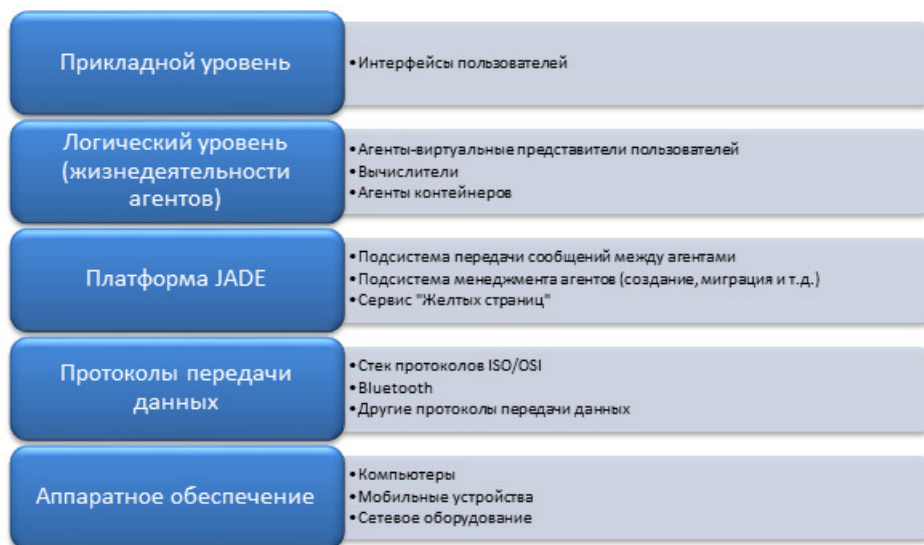 Прикладной уровень
•Интерфейсы пользователей
Логический уровень
(жизнедеятельности
агентов)
•Агенты-виртуальные представители пользователей
•Вычислители
•Агенты контейнеров
Платформа JADE
•Подсистема передачи сообщений между агентами
•Подсистема менеджмента агентов (создание, миграция и т.д.)
•Сервис "Желтых страниц"
Протоколы передачи
данных
•Стек протоколов ISO/OSI
•Bluetooth
•Другие протоколы передачи данных
Аппаратное обеспечение
•Компьютеры
•Мобильные устройства
•Сетевое оборудование